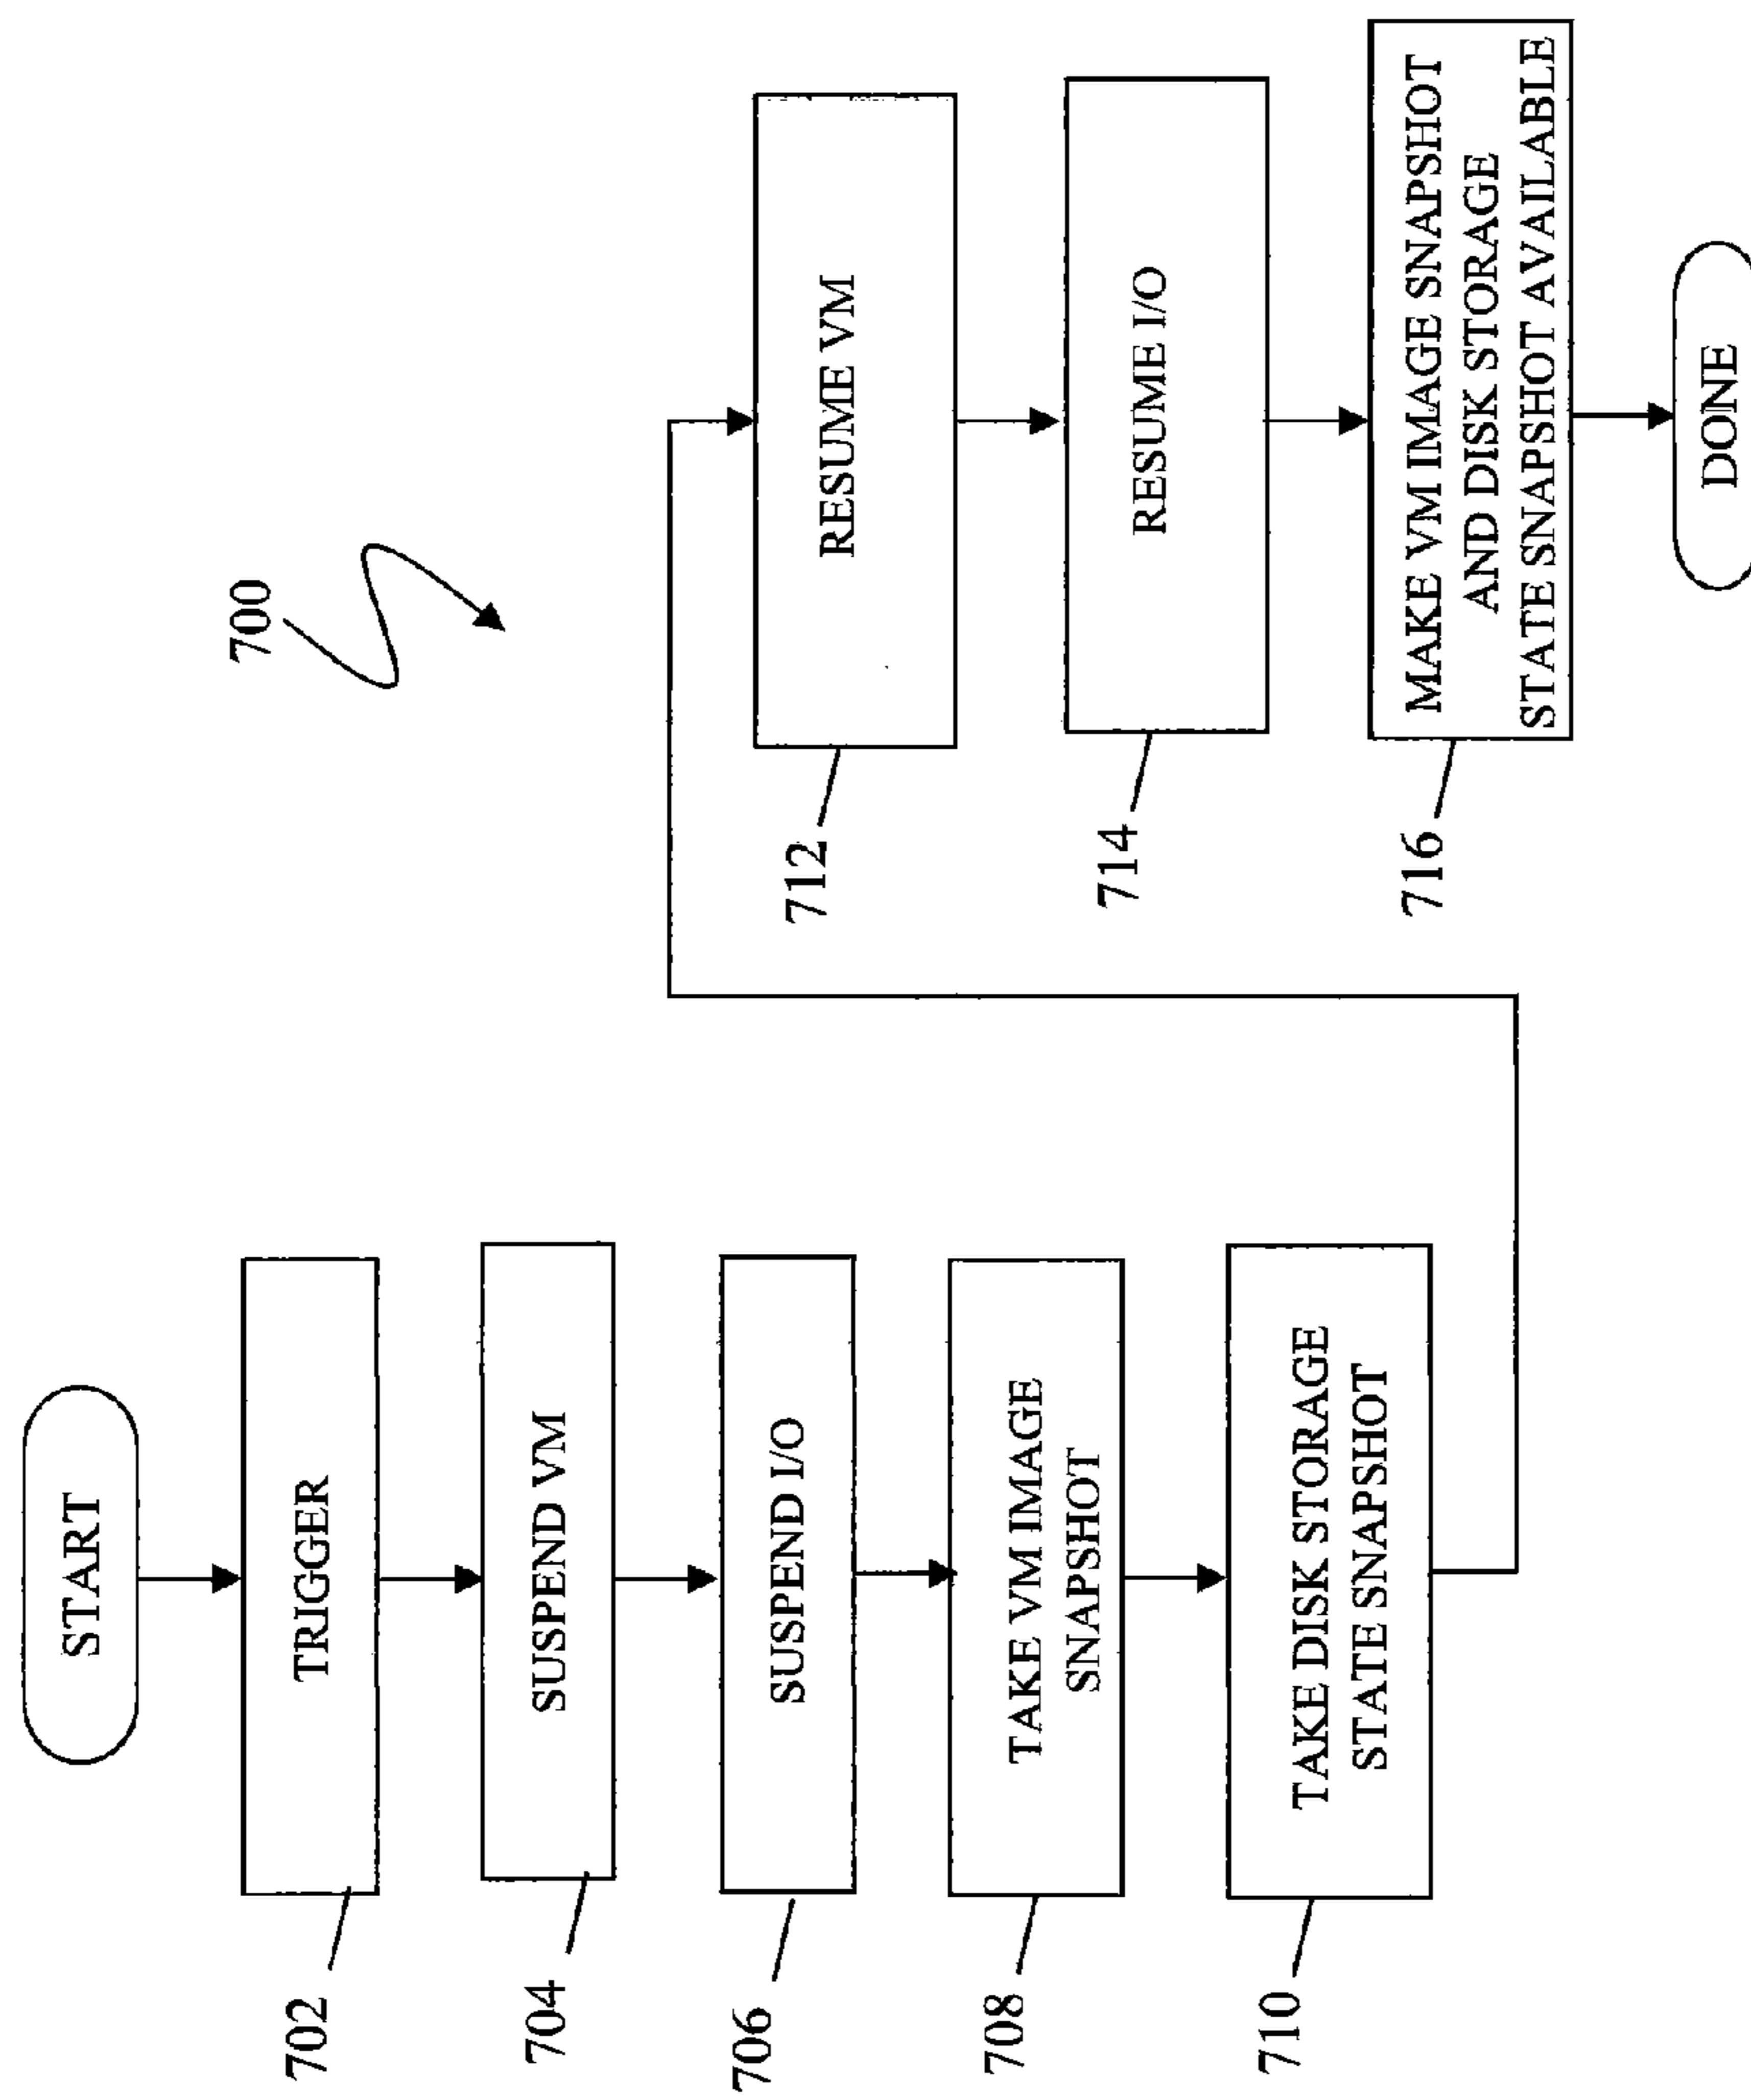 700
START
702
TRIGGER
704
SUSPEND VM
706
SUSPEND I/O
708
TAKE VM IMAGE
SNAPSHOT
710
TAKE DISK STORAGE
STATE SNAPSHOT
712
RESUME VM
714
RESUME I/O
716
MAKE VM IMAGE SNAPSHOT
AND DISK STORAGE
STATE SNAPSHOT AVAILABLE
DONE